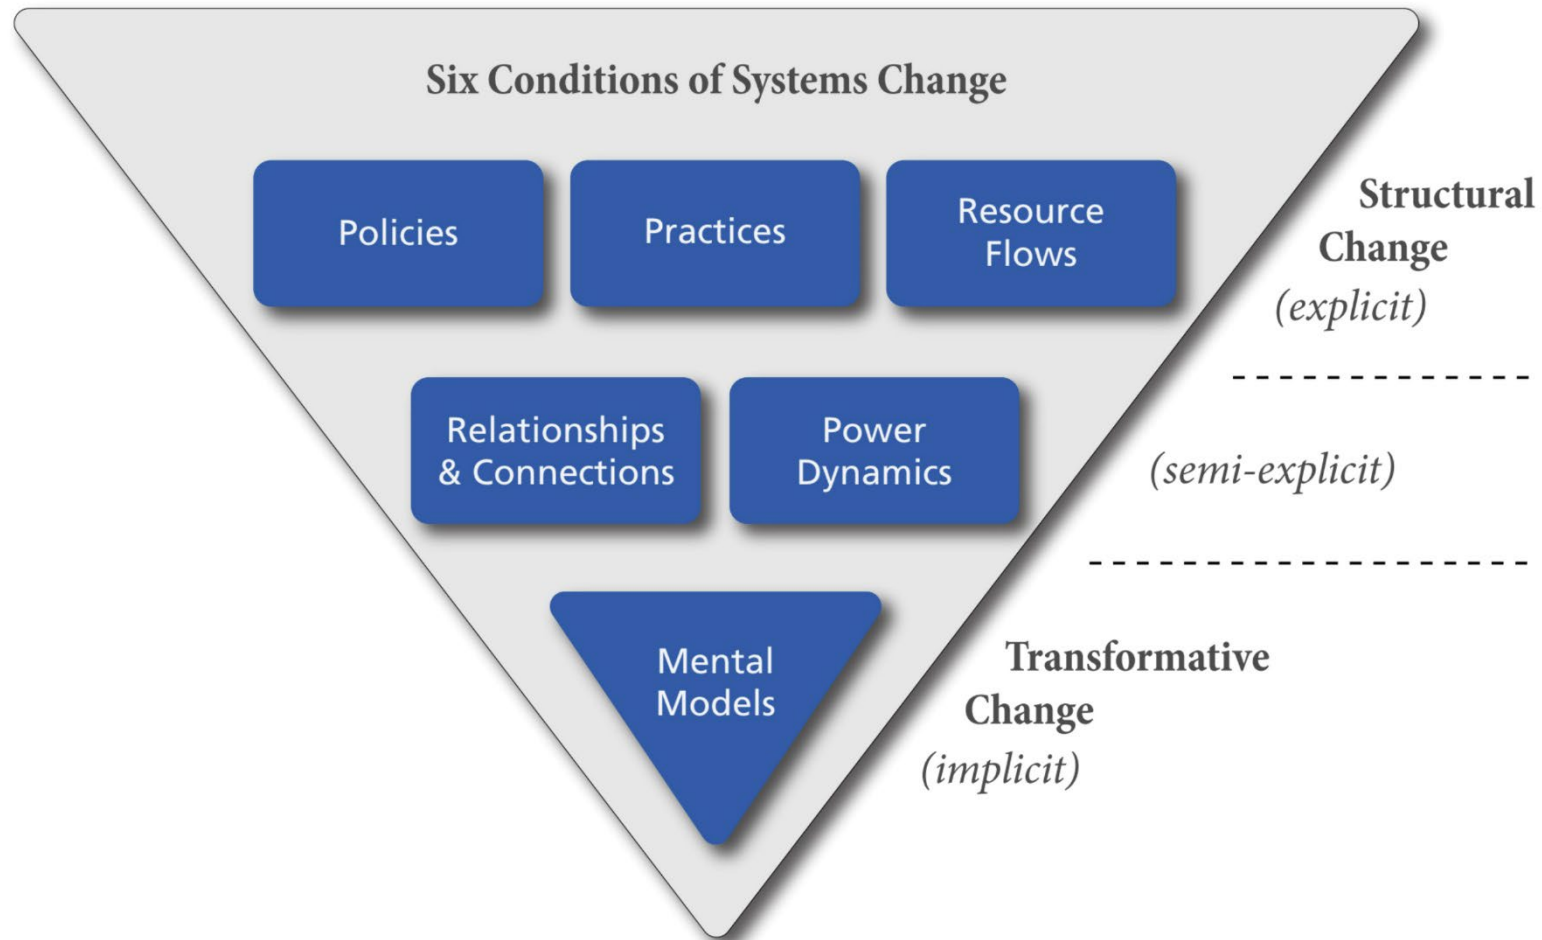 Six Conditions of Systems Change
Policies
Practices
Resource
Flows
Structural
Change
(explicit)
Relationships
& Connections
Power
Dynamics
(semi-explicit)
Mental
Models
Transformative
Change
(implicit)